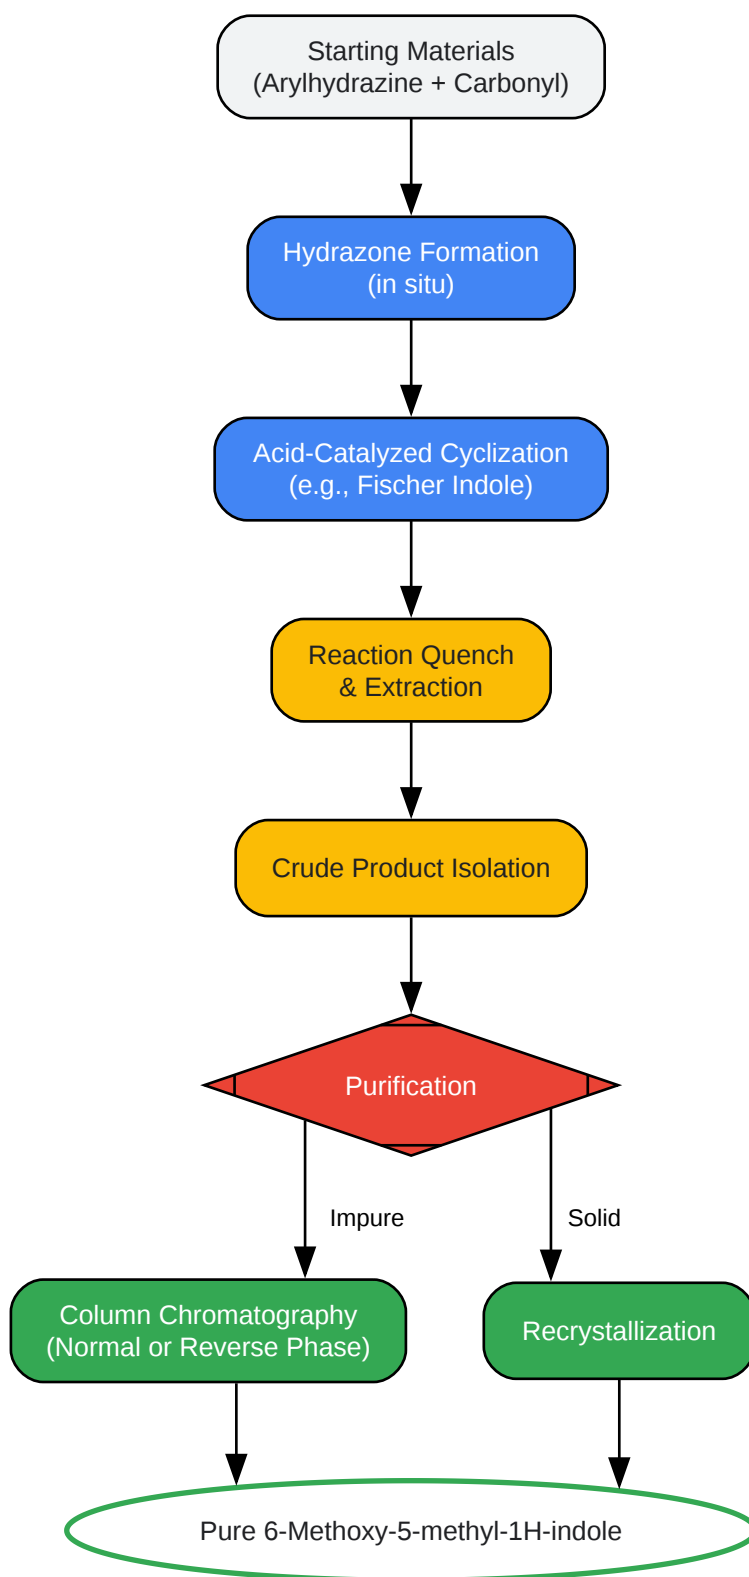 Starting Materials
(Arylhydrazine + Carbonyl)
Hydrazone Formation
(in situ)
Acid-Catalyzed Cyclization
(e.g., Fischer Indole)
Reaction Quench
& Extraction
Crude Product Isolation
Purification
Impure
Solid
Column Chromatography
(Normal or Reverse Phase)
Recrystallization
Pure 6-Methoxy-5-methyl-1H-indole